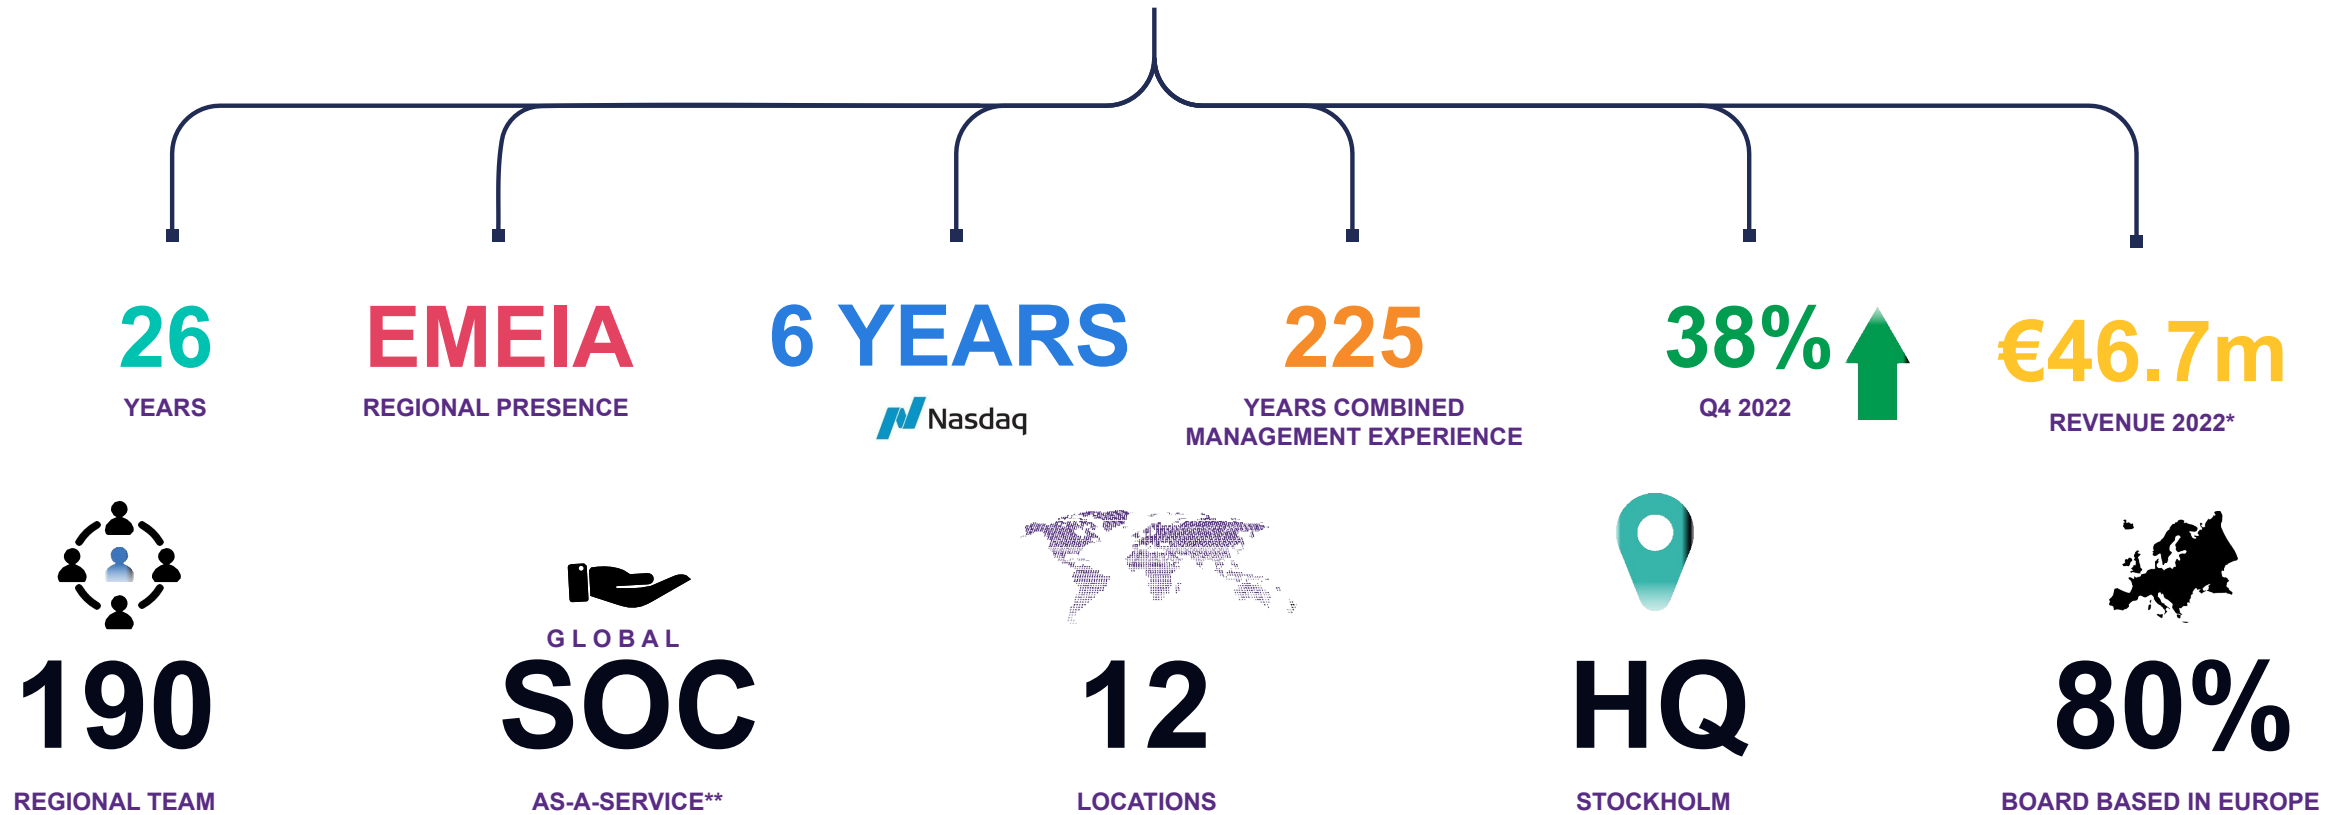 26
YEARS
EMEIA
REGIONAL PRESENCE
6 YEARS
Nasdaq
225
YEARS COMBINED
MANAGEMENT EXPERIENCE
38%
Q4 2022
€46.7m
REVENUE 2022*
190
REGIONAL TEAM
GLOBAL
SOC
AS-A-SERVICE**
12
LOCATIONS
HQ
STOCKHOLM
80%
BOARD BASED IN EUROPE